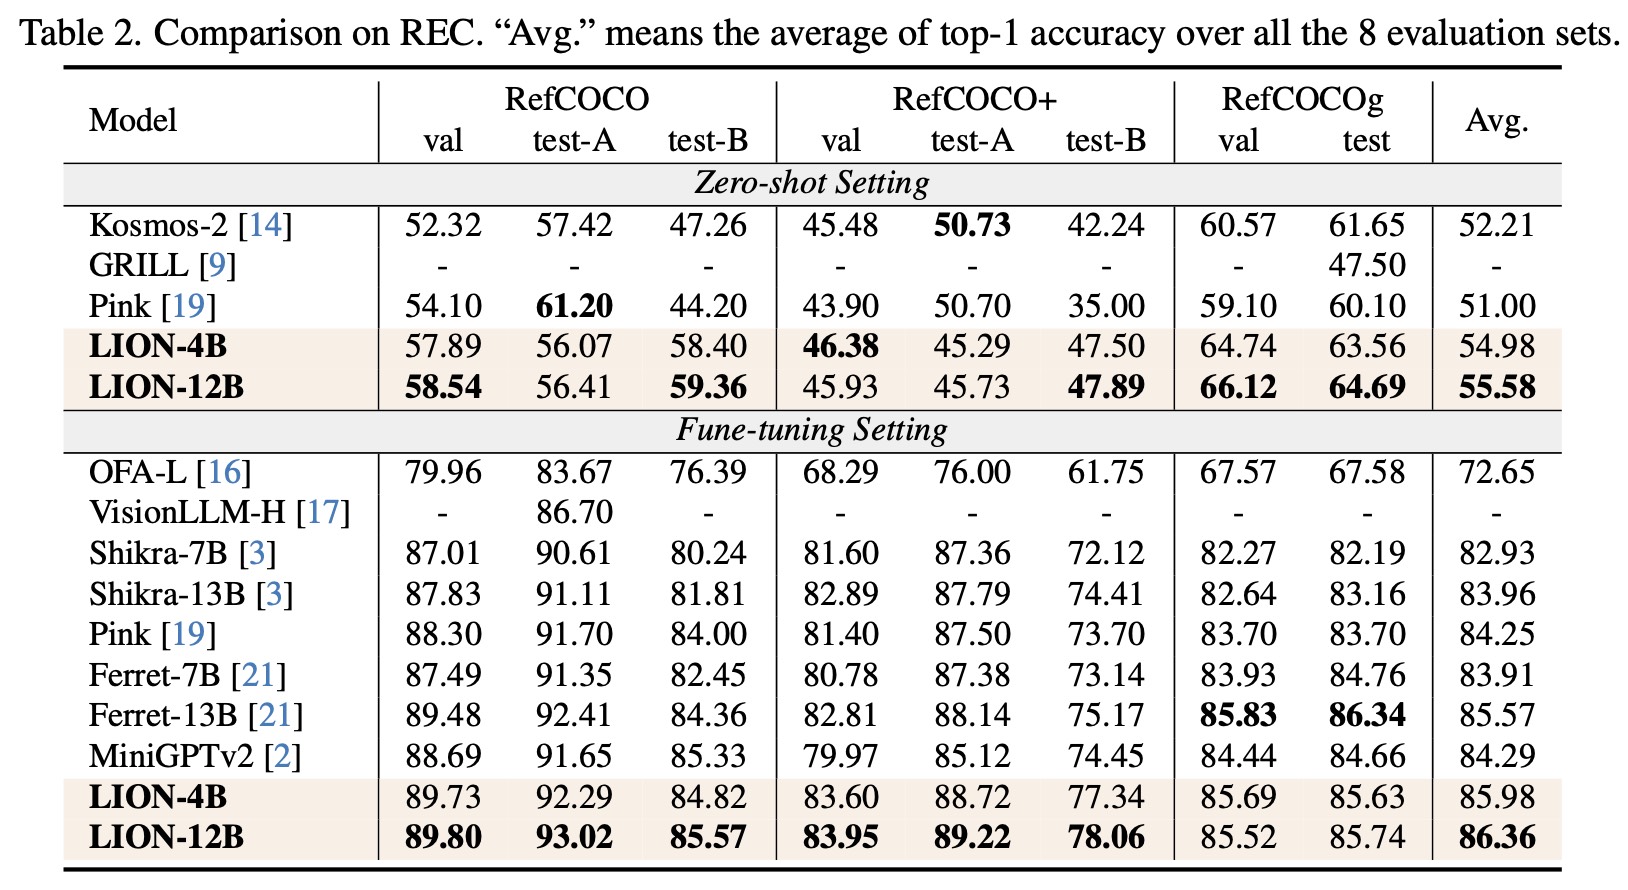 Table 2. Comparison on REC. “Avg.” means the average of top-1 accuracy over all the 8 evaluation sets.
Model RefCOCO RefCOCO+ RefCOCOg Avg.
val test-A test-B val test-A test-B val test
Zero-shot Setting
Kosmos-2 [14] 52.32 57.42 47.26 45.48 50.73 42.24 60.57 61.65 52.21
GRILL [9] - - - - - - - 47.50 -
Pink [19] 54.10 61.20 44.20 43.90 50.70 35.00 59.10 60.10 51.00
LION-4B 57.89 56.07 58.40 46.38 45.29 47.50 64.74 63.56 54.98
LION-12B 58.54 56.41 59.36 45.93 45.73 47.89 66.12 64.69 55.58
Fune-tuning Setting
OFA-L [16] 79.96 83.67 76.39 68.29 76.00 61.75 67.57 67.58 72.65
VisionLLM-H [17] - 86.70 - - - - - - -
Shikra-7B [3] 87.01 90.61 80.24 81.60 87.36 72.12 82.27 82.19 82.93
Shikra-13B [3] 87.83 91.11 81.81 82.89 87.79 74.41 82.64 83.16 83.96
Pink [19] 88.30 91.70 84.00 81.40 87.50 73.70 83.70 83.70 84.25
Ferret-7B [21] 87.49 91.35 82.45 80.78 87.38 73.14 83.93 84.76 83.91
Ferret-13B [21] 89.48 92.41 84.36 82.81 88.14 75.17 85.83 86.34 85.57
MiniGPTv2 [2] 88.69 91.65 85.33 79.97 85.12 74.45 84.44 84.66 84.29
LION-4B 89.73 92.29 84.82 83.60 88.72 77.34 85.69 85.63 85.98
LION-12B 89.80 93.02 85.57 83.95 89.22 78.06 85.52 85.74 86.36